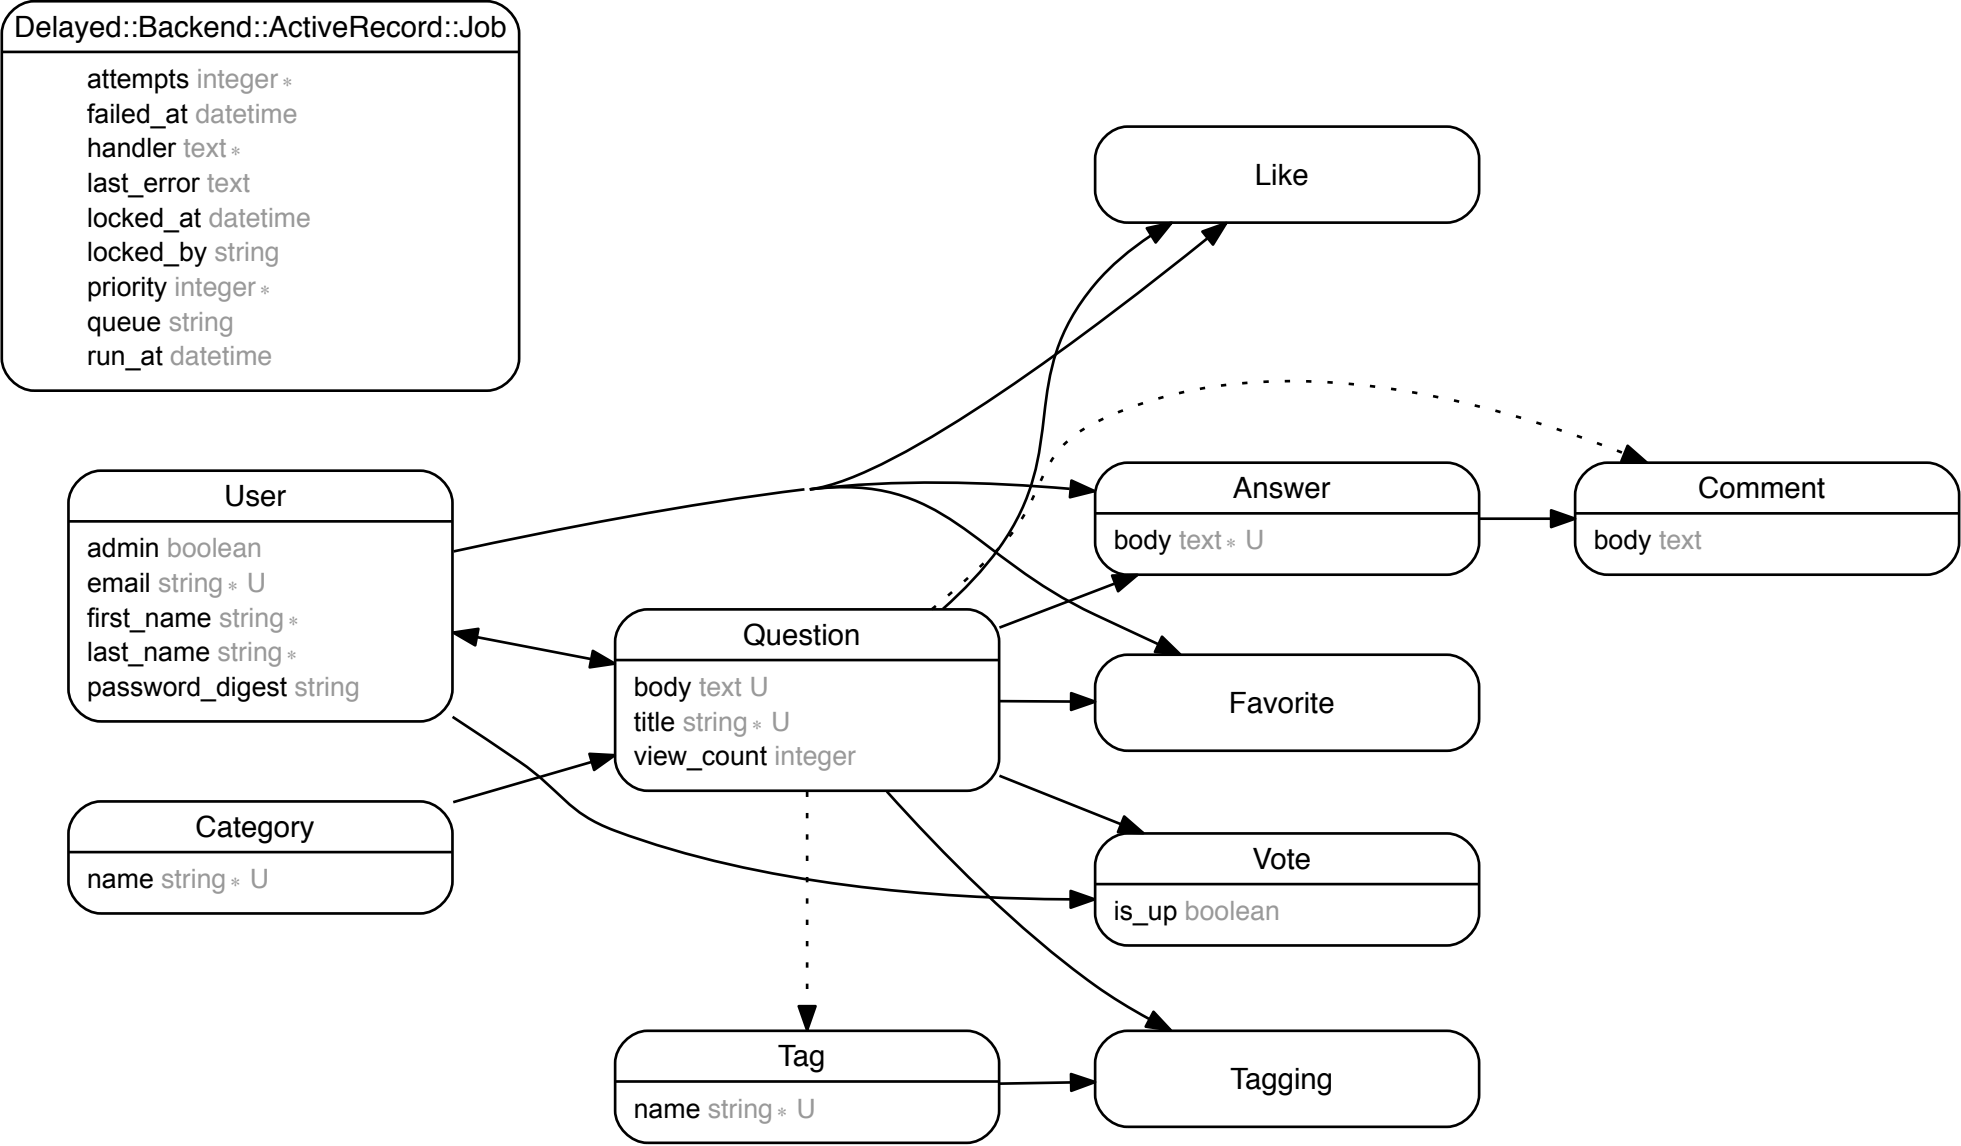 Delayed::Backend::ActiveRecord::Job
attempts integer ∗
failed_at datetime
handler text ∗
last_error text
locked_at datetime
locked_by string
priority integer ∗
queue string
run_at datetime
Like
User
admin boolean
email string ∗ U
first_name string ∗
last_name string ∗
password_digest string
Answer
body text ∗ U
Comment
body text
Question
body text U
title string ∗ U
view_count integer
Favorite
Category
name string ∗ U
Vote
is_up boolean
Tag
name string ∗ U
Tagging